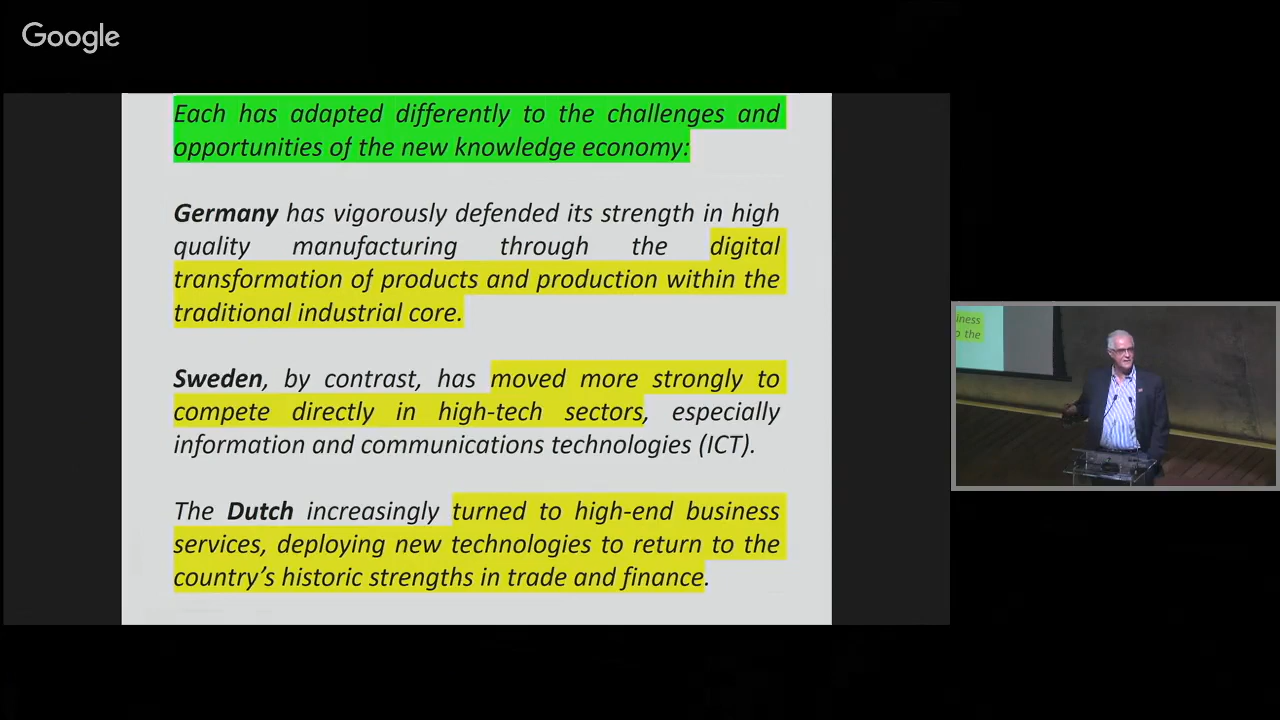 Google
Each has adapted differently to the challenges and
opportunities of the new knowledge economy:
Germany has vigorously defended its strength in high
quality manufacturing through the digital
transformation of products and production within the
traditional industrial core.
Sweden, by contrast, has moved more strongly to
compete directly in high-tech sectors, especially
information and communications technologies (ICT).
The Dutch increasingly turned to high-end business
services, deploying new technologies to return to the
country’s historic strengths in trade and finance.
iness
o the